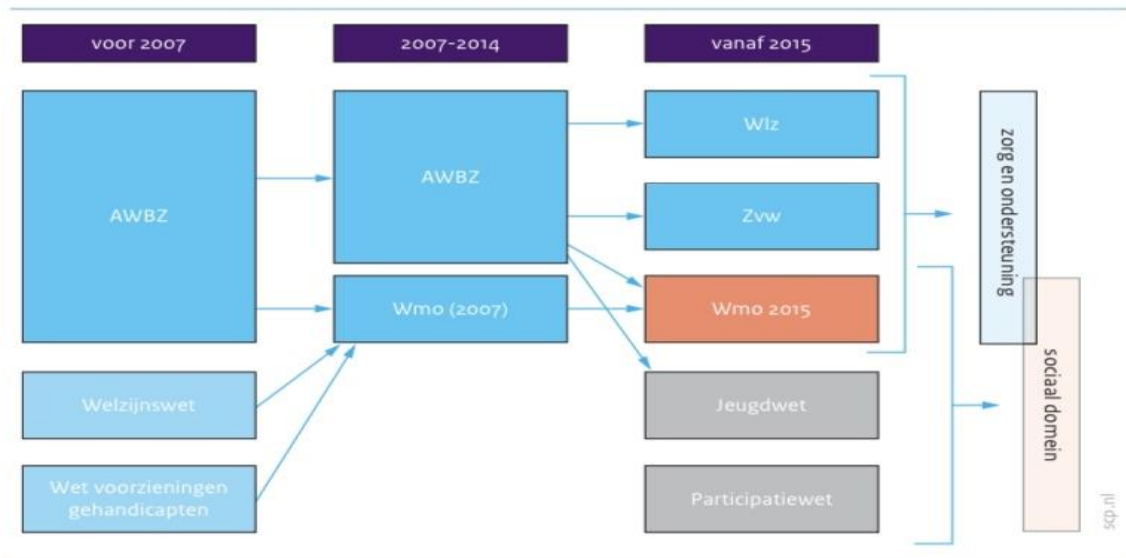 voor 2007
2007-2014
vanaf 2015
AWBZ
Welzijnswet
Wet voorzieningen
gehandicapten
AWBZ
Wmo (2007)
Wlz
Zvw
Wmo 2015
Jeugdwet
Participatiewet
zorg en ondersteuning
sociaal domein
scp.nl